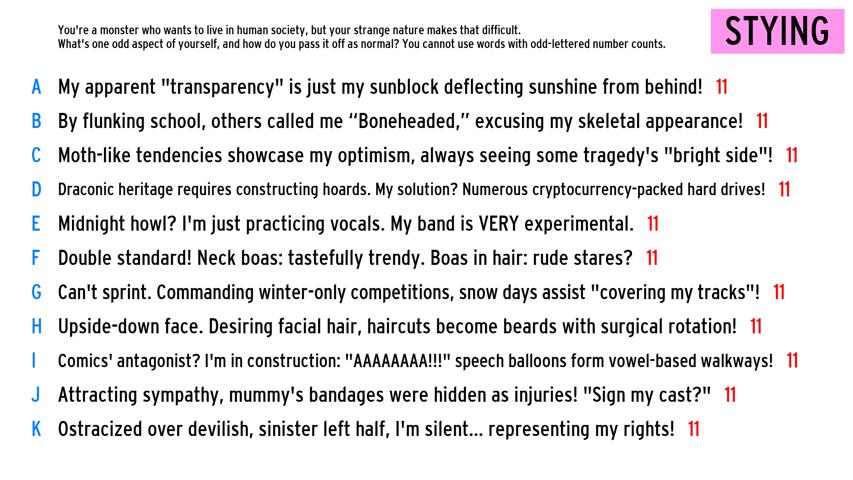 You're a monster who wants to live in human society, but your strange nature makes that difficult.
What's one odd aspect of yourself, and how do you pass it off as normal? You cannot use words with odd-lettered number counts.
STYING
A My apparent "transparency" is just my sunblock deflecting sunshine from behind! 11
B By flunking school, others called me “Boneheaded,” excusing my skeletal appearance! 11
C Moth-like tendencies showcase my optimism, always seeing some tragedy's "bright side"! 11
D Draconic heritage requires constructing hoards. My solution? Numerous cryptocurrency-packed hard drives! 11
E Midnight howl? I'm just practicing vocals. My band is VERY experimental. 11
F Double standard! Neck boas: tastefully trendy. Boas in hair: rude stares? 11
G Can't sprint. Commanding winter-only competitions, snow days assist "covering my tracks"! 11
H Upside-down face. Desiring facial hair, haircuts become beards with surgical rotation! 11
I Comics' antagonist? I'm in construction: "AAAAAAAA!!!" speech balloons form vowel-based walkways! 11
J Attracting sympathy, mummy's bandages were hidden as injuries! "Sign my cast?" 11
K Ostracized over devilish, sinister left half, I'm silent... representing my rights! 11